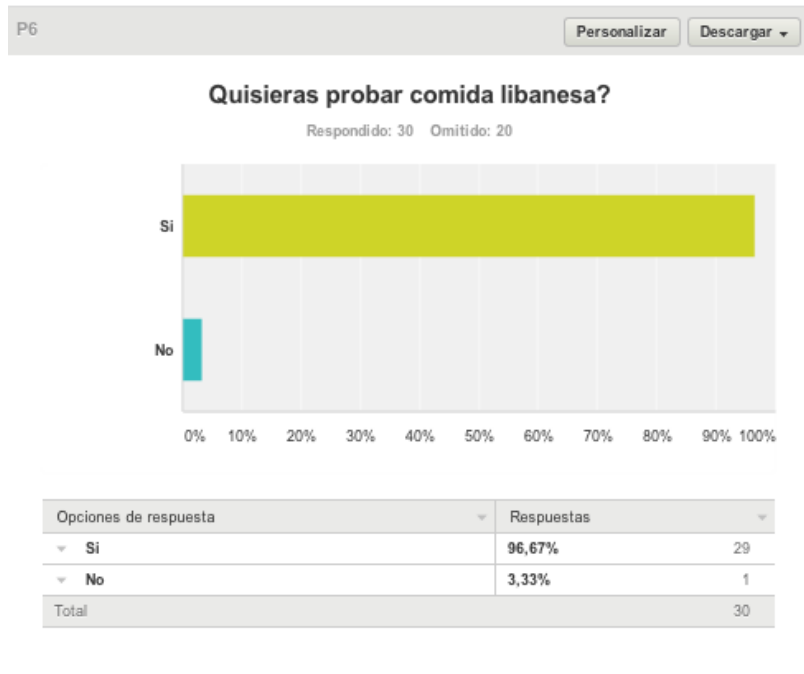 P6 Personalizar Descargar
Quisieras probar comida libanesa?
Respondido: 30 Omitido: 20
Si
No
0% 10% 20% 30% 40% 50% 60% 70% 80% 90% 100%
Opciones de respuesta Respuestas
Si 96,67% 29
No 3,33% 1
Total 30